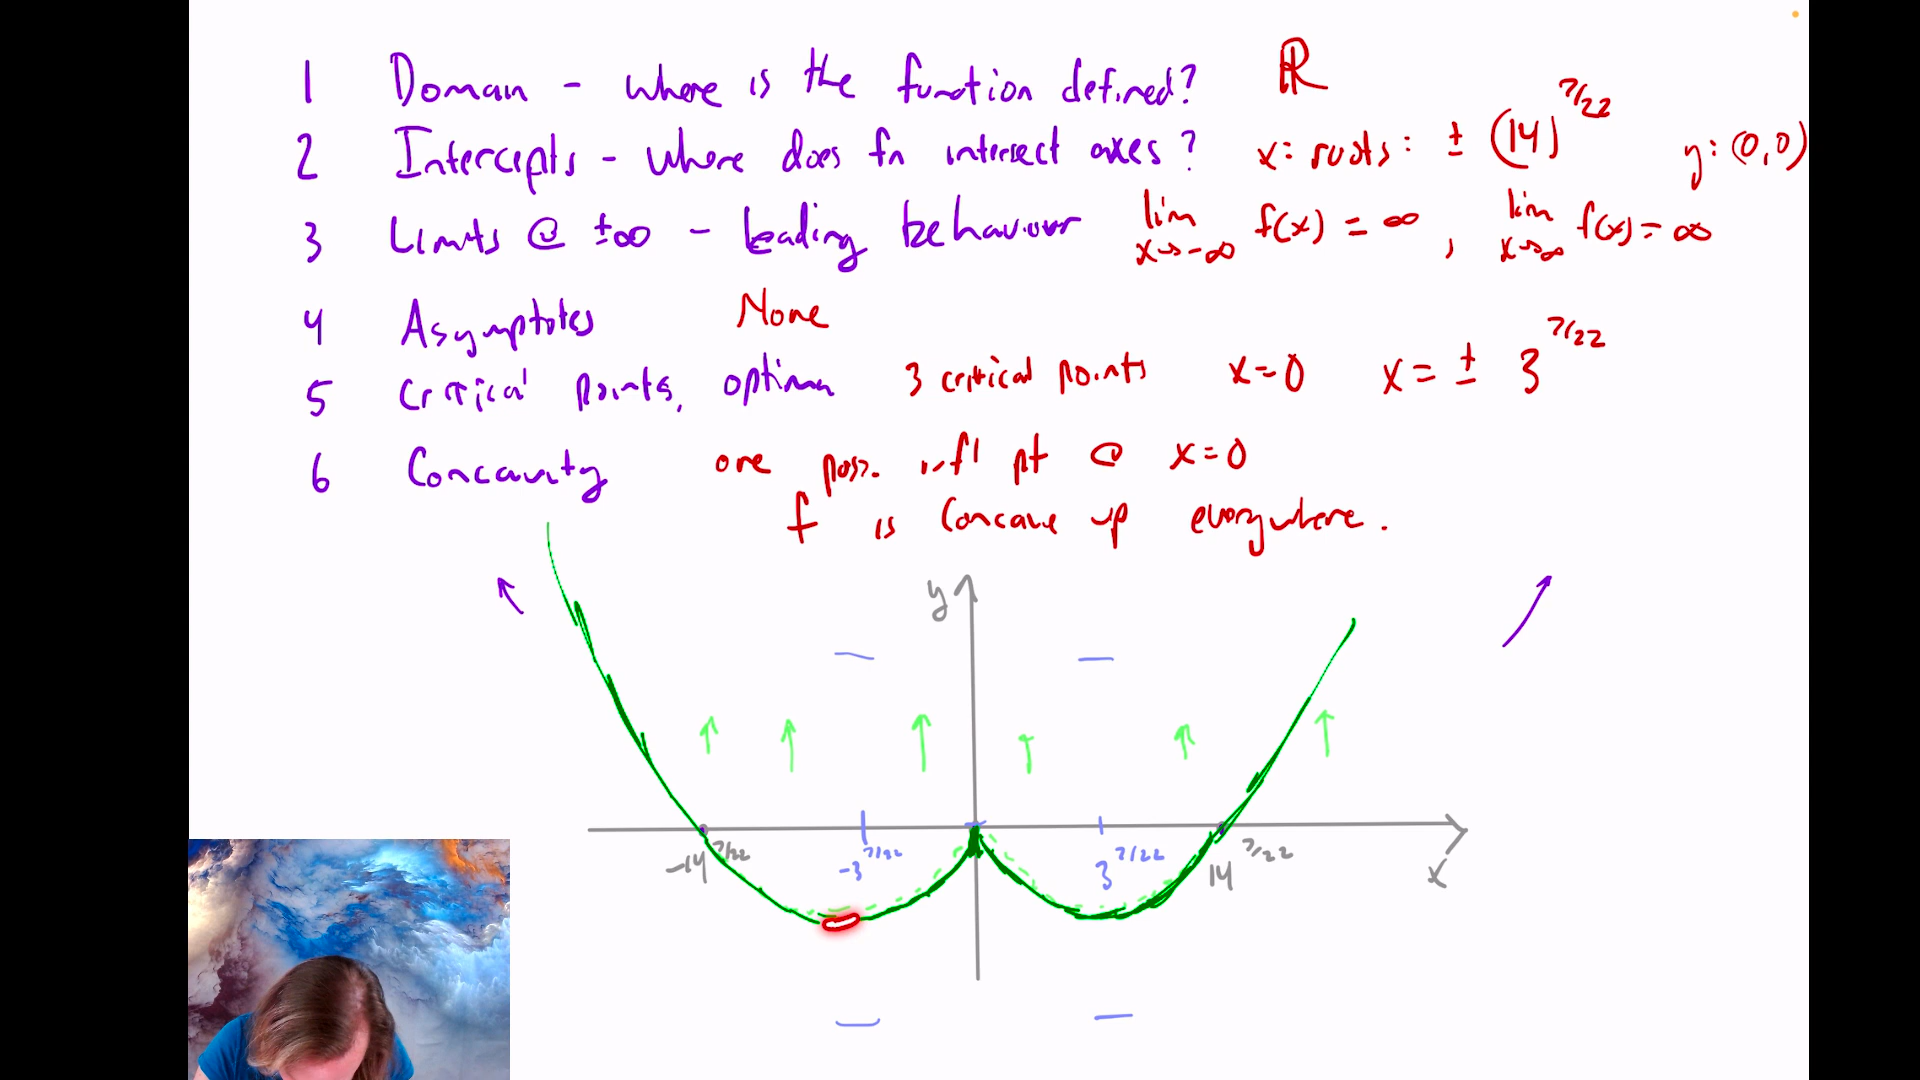 1 Domain - where is the function defined? ℝ
2 Intercepts - where does fn intersect axes? x: roots: ± (14)^7/22 y: (0,0)
3 Limits @ ±∞ - leading behaviour lim x→-∞ f(x) = ∞, lim x→∞ f(x) = ∞
4 Asymptotes None
5 Critical points, optima 3 critical points x=0 x = ± 3^7/22
6 Concavity one poss. infl pt @ x=0
f is concave up everywhere.
y
-14^7/22 -3^7/22 3^7/22 14^7/22 x